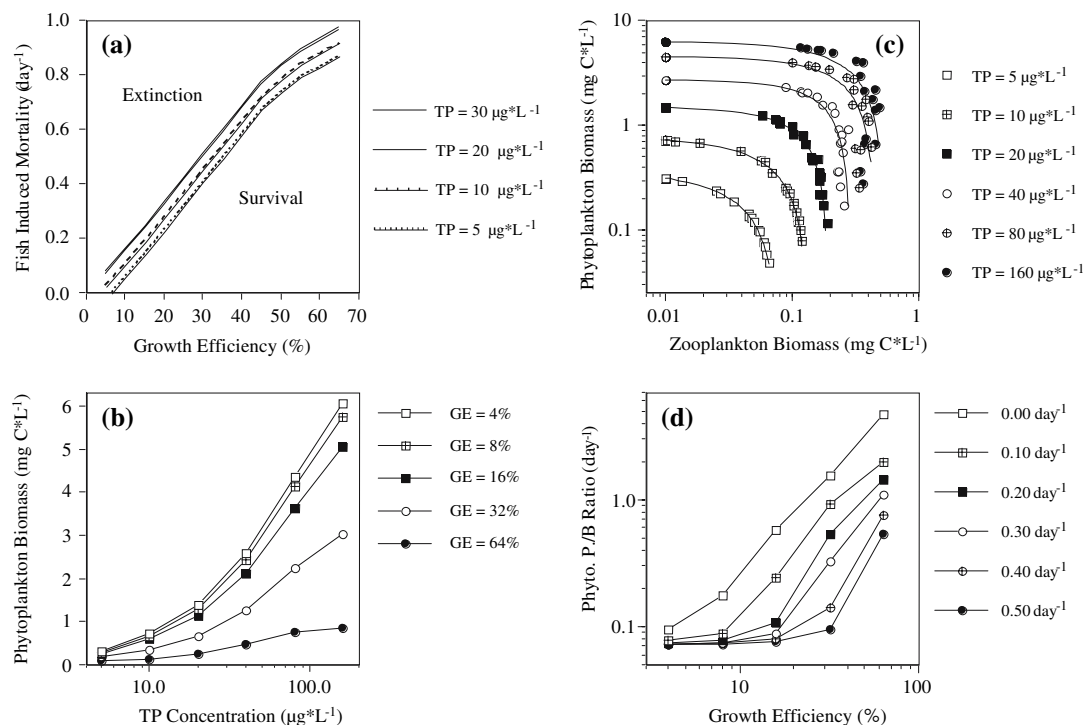 (a)
Fish Induced Mortality (day-1)
1.0
0.8
0.6
0.4
0.2
0.0
Extinction
Survival
0 10 20 30 40 50 60 70
Growth Efficiency (%)
TP = 30 µg*L-1
TP = 20 µg*L-1
TP = 10 µg*L-1
TP = 5 µg*L-1
(c)
Phytoplankton Biomass (mg C*L-1)
10
1
0.1
0.01 0.1 1
Zooplankton Biomass (mg C*L-1)
TP = 5 µg*L-1
TP = 10 µg*L-1
TP = 20 µg*L-1
TP = 40 µg*L-1
TP = 80 µg*L-1
TP = 160 µg*L-1
(b)
Phytoplankton Biomass (mg C*L-1)
6
5
4
3
2
1
0
10.0 100.0
TP Concentration (µg*L-1)
GE = 4%
GE = 8%
GE = 16%
GE = 32%
GE = 64%
(d)
Phyto. P./B Ratio (day-1)
1.0
0.1
10 100
Growth Efficiency (%)
0.00 day-1
0.10 day-1
0.20 day-1
0.30 day-1
0.40 day-1
0.50 day-1